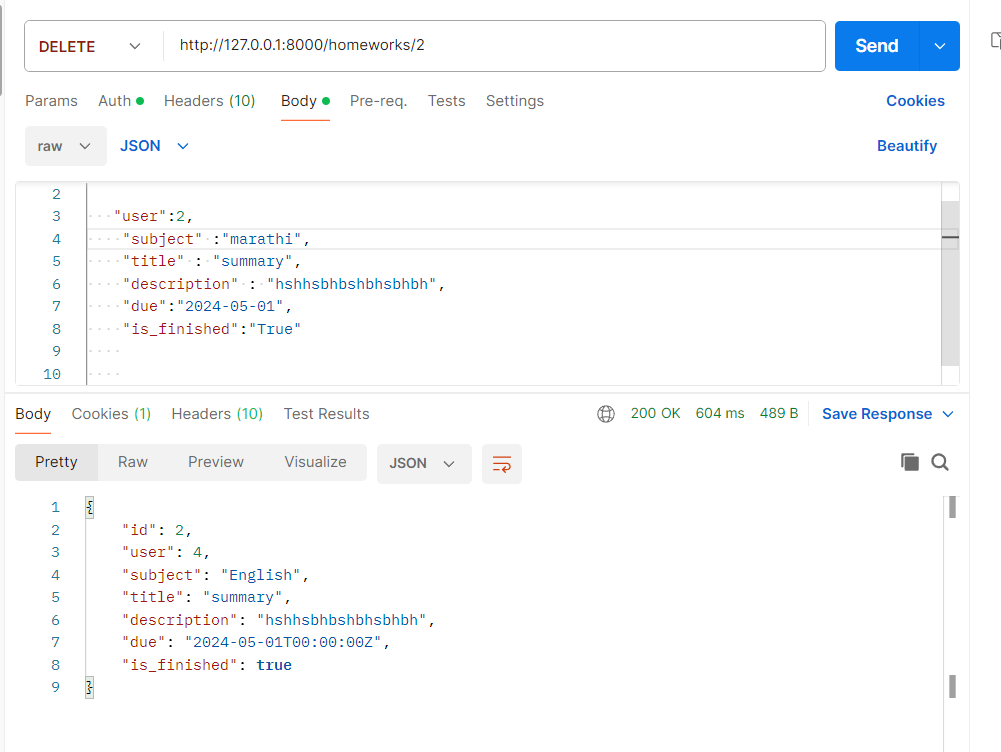 DELETE http://127.0.0.1:8000/homeworks/2 Send
Params Auth Headers (10) Body Pre-req. Tests Settings Cookies
raw JSON Beautify
2
3 "user":2,
4 "subject" :"marathi",
5 "title" : "summary",
6 "description" : "hshhsbhbshbhsbhbh",
7 "due":"2024-05-01",
8 "is_finished":"True"
9
10
Body Cookies (1) Headers (10) Test Results 200 OK 604 ms 489 B Save Response
Pretty Raw Preview Visualize JSON
1 {
2 "id": 2,
3 "user": 4,
4 "subject": "English",
5 "title": "summary",
6 "description": "hshhsbhbshbhsbhbh",
7 "due": "2024-05-01T00:00:00Z",
8 "is_finished": true
9 }